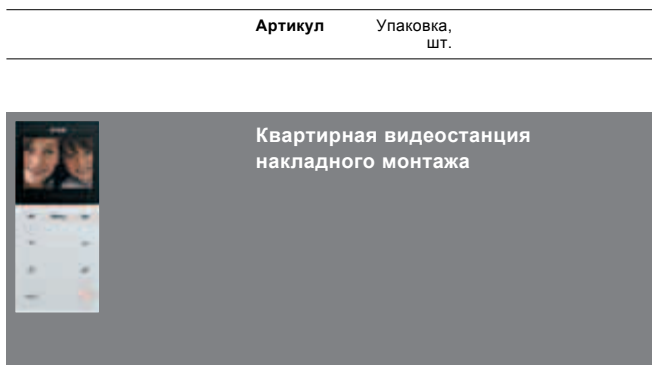 Артикул Упаковка,
шт.
Квартирная видеостанция
накладного монтажа